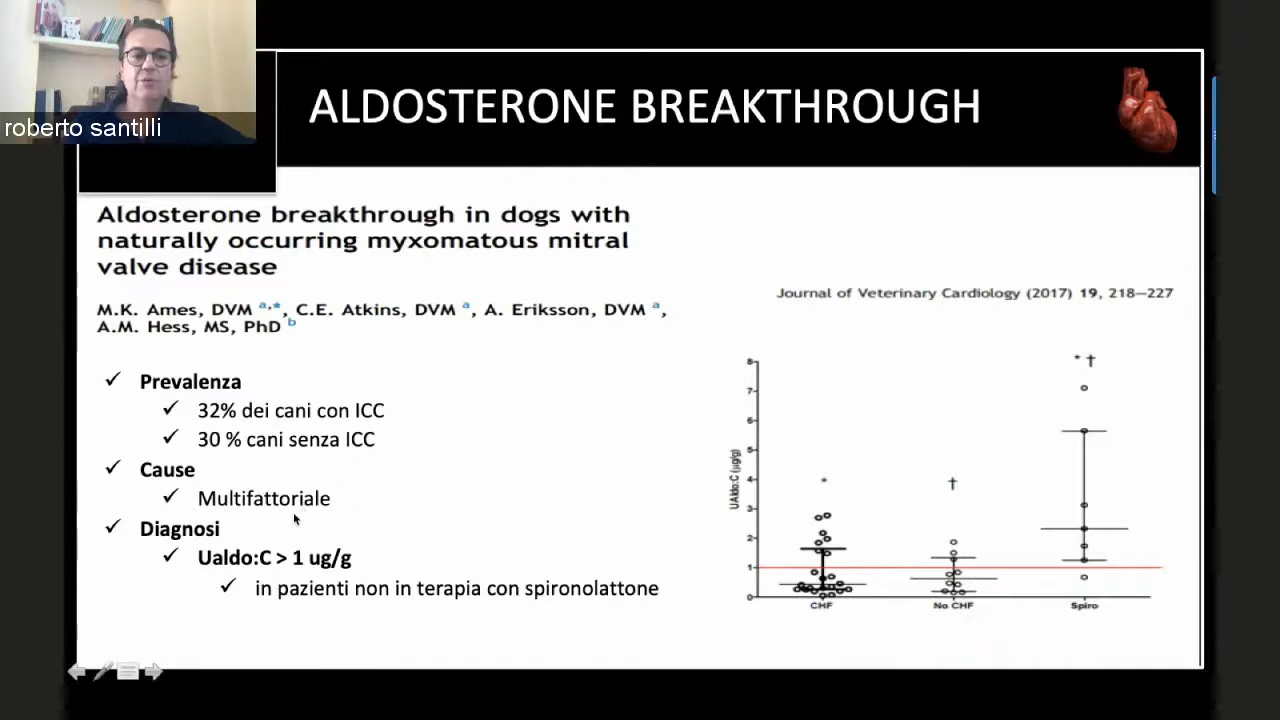 roberto santilli
ALDOSTERONE BREAKTHROUGH
Aldosterone breakthrough in dogs with
naturally occurring myxomatous mitral
valve disease
M.K. Ames, DVM a,*, C.E. Atkins, DVM a, A. Eriksson, DVM a,
A.M. Hess, MS, PhD b
Journal of Veterinary Cardiology (2017) 19, 218–227
✓ Prevalenza
✓ 32% dei cani con ICC
✓ 30 % cani senza ICC
✓ Cause
✓ Multifattoriale
✓ Diagnosi
✓ Ualdo:C > 1 ug/g
✓ in pazienti non in terapia con spironolattone
UAldo:C (µg/g)
8
7
6
5
4
3
2
1
0
* † * †
CHF No CHF Spiro